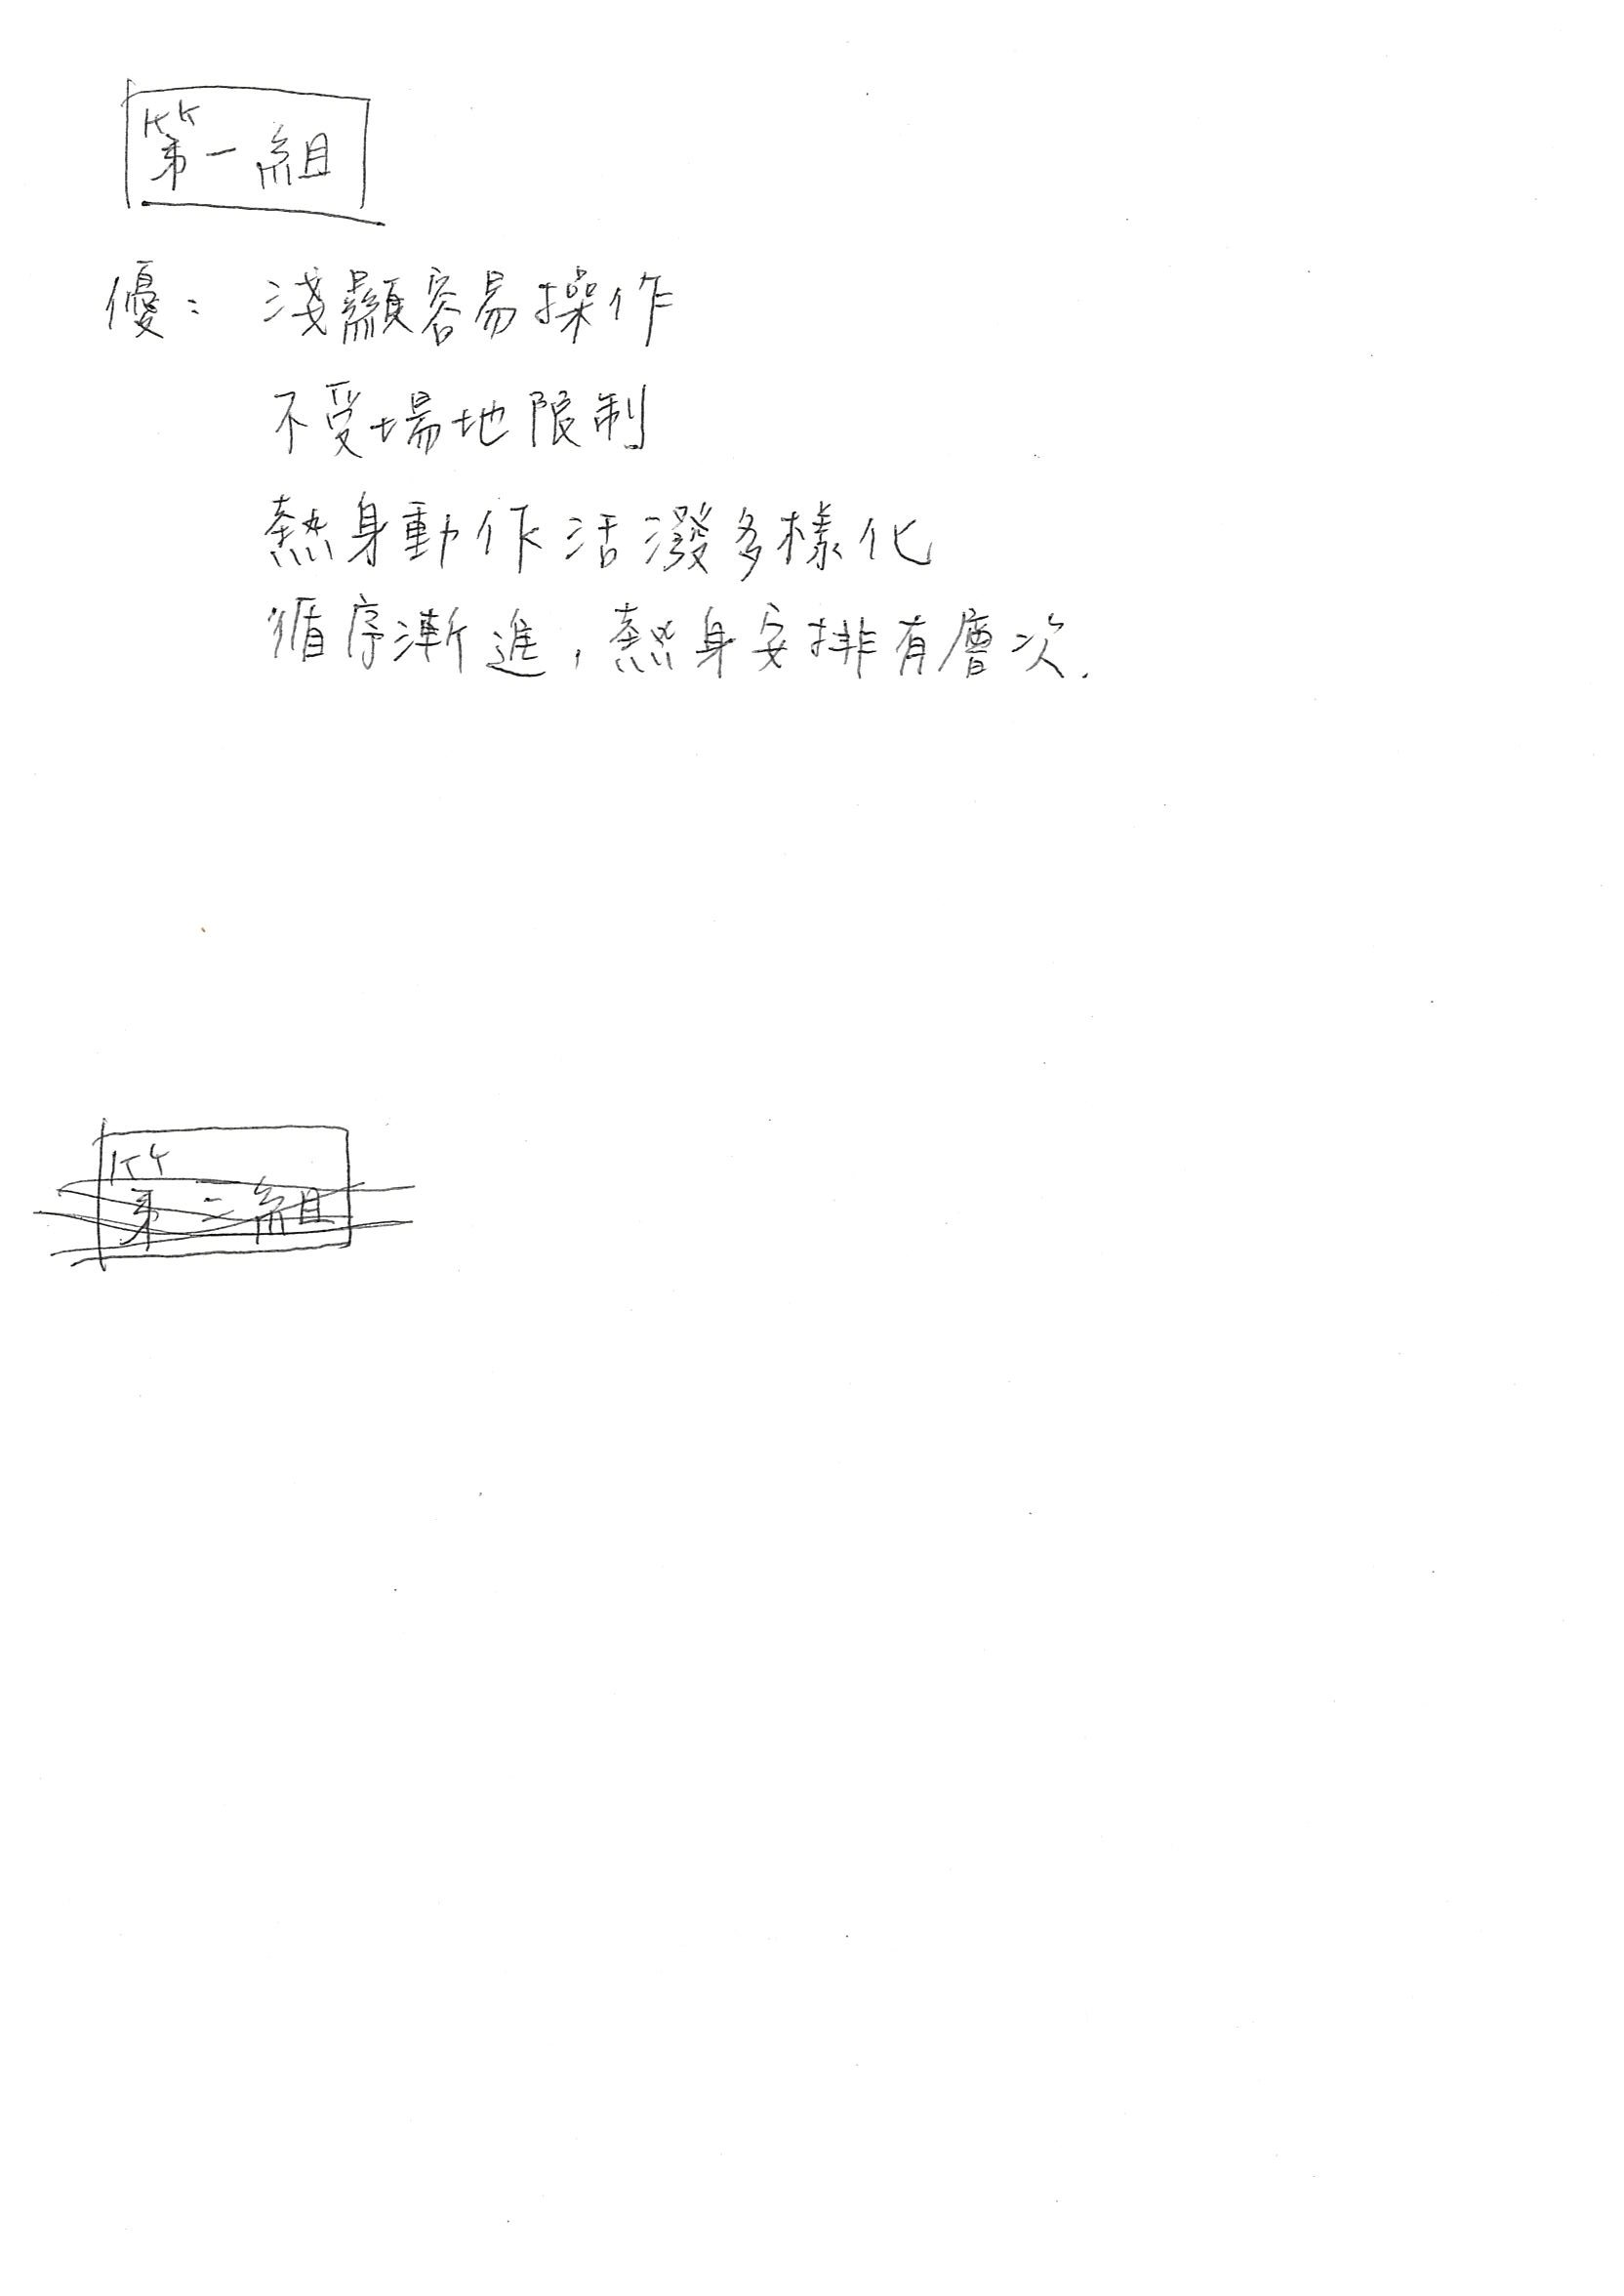 第一組
優：淺顯容易操作
不受場地限制
熱身動作活潑多樣化
循序漸進，熱身安排有層次.
第二組